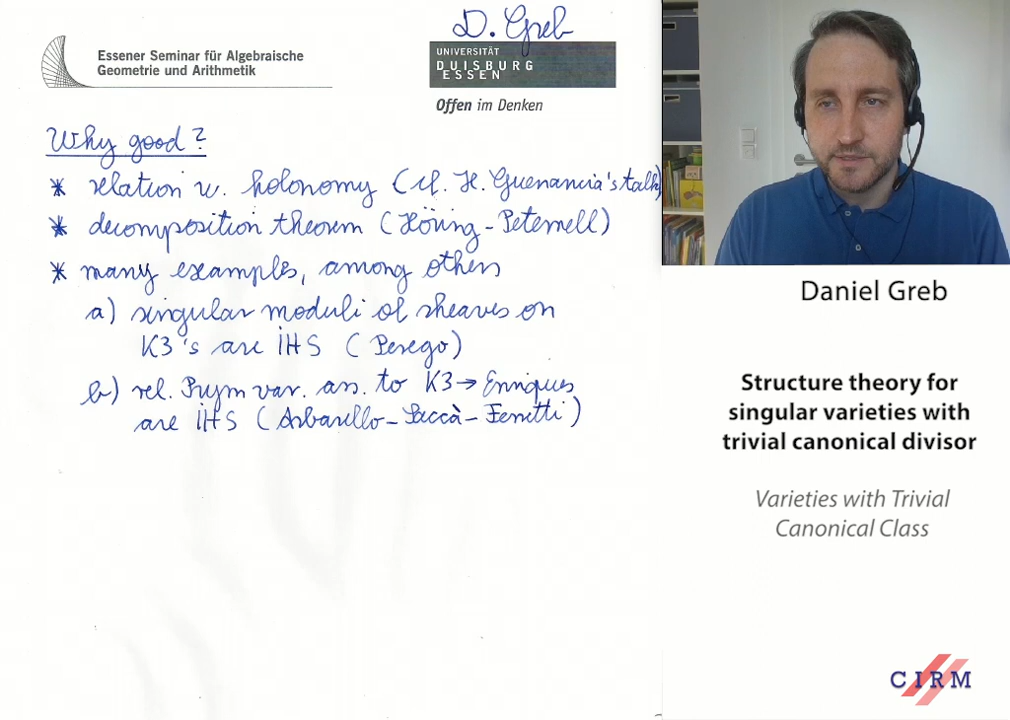 D. Greb
Essener Seminar für Algebraische
Geometrie und Arithmetik
UNIVERSITÄT
DUISBURG
ESSEN
Offen im Denken
Why good?
* relation w. holonomy (cf. H. Guenancia's talk)
* decomposition theorem (Höring-Peternell)
* many examples, among others
a) singular moduli of sheaves on
K3's are IHS (Perego)
b) rel. Prym var. ass. to K3→Enriques
are IHS (Arbarello-Saccà-Ferretti)
Daniel Greb
Structure theory for
singular varieties with
trivial canonical divisor
Varieties with Trivial
Canonical Class
CIRM